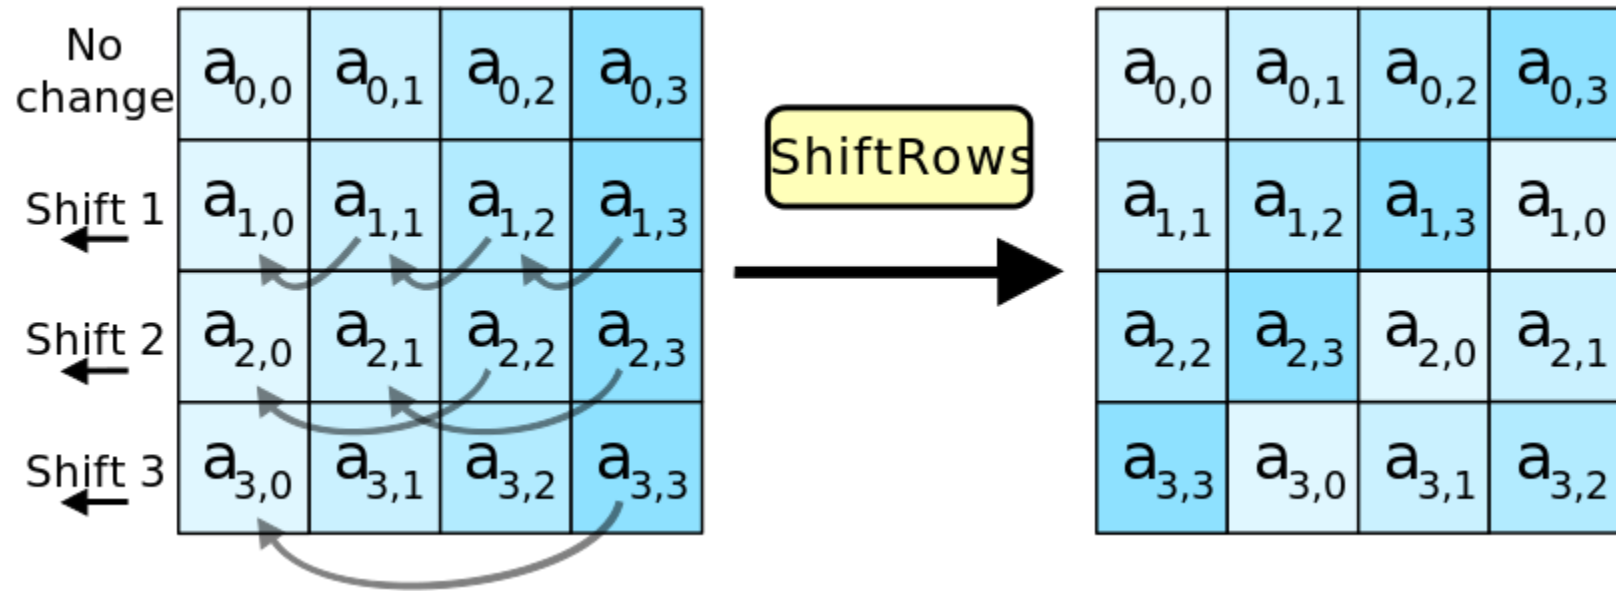 No
change
a0,0 a0,1 a0,2 a0,3
Shift 1
a1,0 a1,1 a1,2 a1,3
Shift 2
a2,0 a2,1 a2,2 a2,3
Shift 3
a3,0 a3,1 a3,2 a3,3
ShiftRows
a0,0 a0,1 a0,2 a0,3
a1,1 a1,2 a1,3 a1,0
a2,2 a2,3 a2,0 a2,1
a3,3 a3,0 a3,1 a3,2